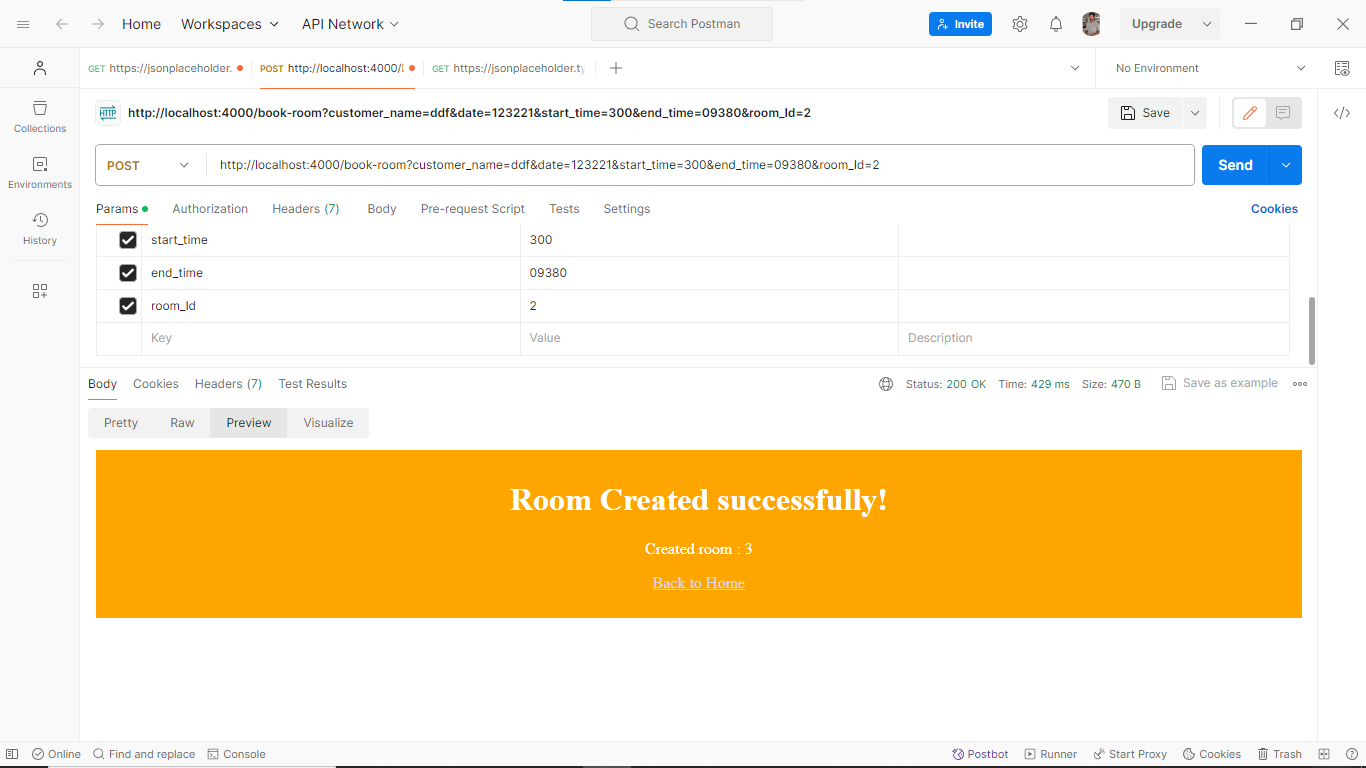 Home Workspaces API Network Search Postman Invite Upgrade
GET https://jsonplaceholder. POST http://localhost:4000/ GET https://jsonplaceholder.ty No Environment
HTTP http://localhost:4000/book-room?customer_name=ddf&date=123221&start_time=300&end_time=09380&room_Id=2 Save
POST http://localhost:4000/book-room?customer_name=ddf&date=123221&start_time=300&end_time=09380&room_Id=2 Send
Collections
Environments
History
Params Authorization Headers (7) Body Pre-request Script Tests Settings Cookies
start_time 300
end_time 09380
room_Id 2
Key Value Description
Body Cookies Headers (7) Test Results Status: 200 OK Time: 429 ms Size: 470 B Save as example
Pretty Raw Preview Visualize
Room Created successfully!
Created room : 3
Back to Home
Online Find and replace Console Postbot Runner Start Proxy Cookies Trash